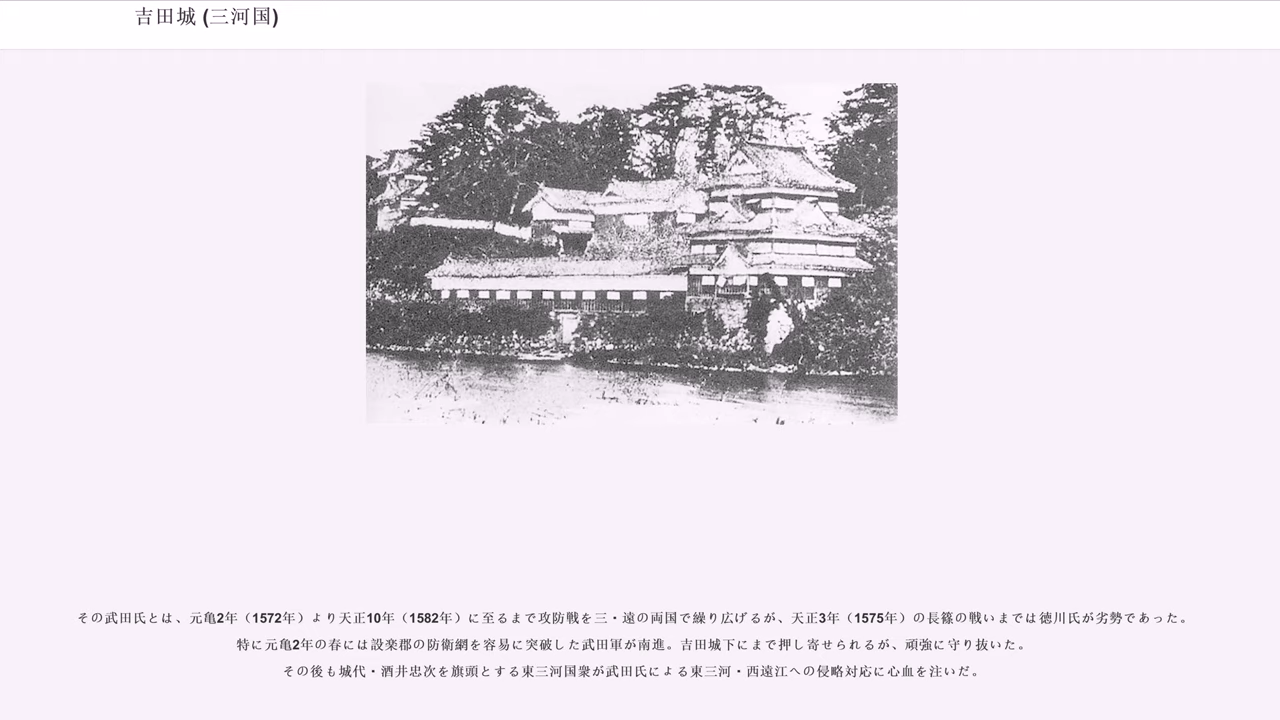 吉田城 (三河国)
その武田氏とは、元亀2年（1572年）より天正10年（1582年）に至るまで攻防戦を三・遠の両国で繰り広げるが、天正3年（1575年）の長篠の戦いまでは徳川氏が劣勢であった。
特に元亀2年の春には設楽郡の防衛網を容易に突破した武田軍が南進。吉田城下にまで押し寄せられるが、頑強に守り抜いた。
その後も城代・酒井忠次を旗頭とする東三河国衆が武田氏による東三河・西遠江への侵略対応に心血を注いだ。